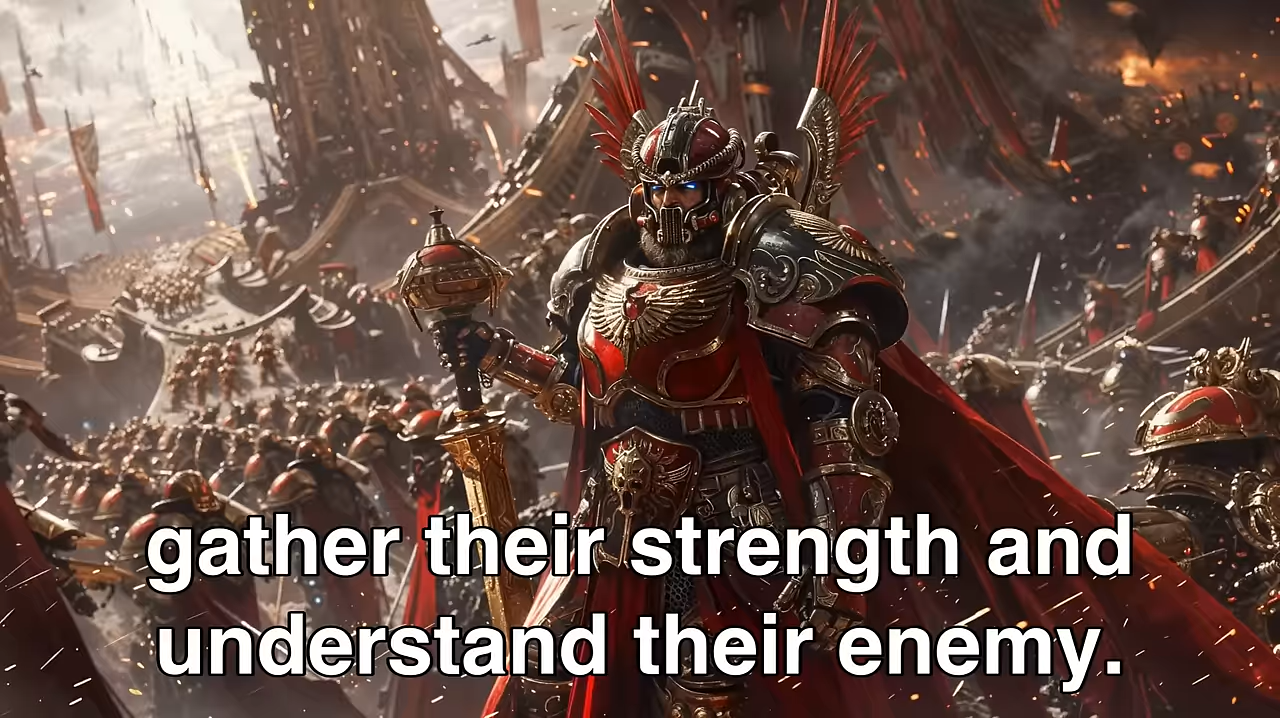 gather their strength and
understand their enemy.